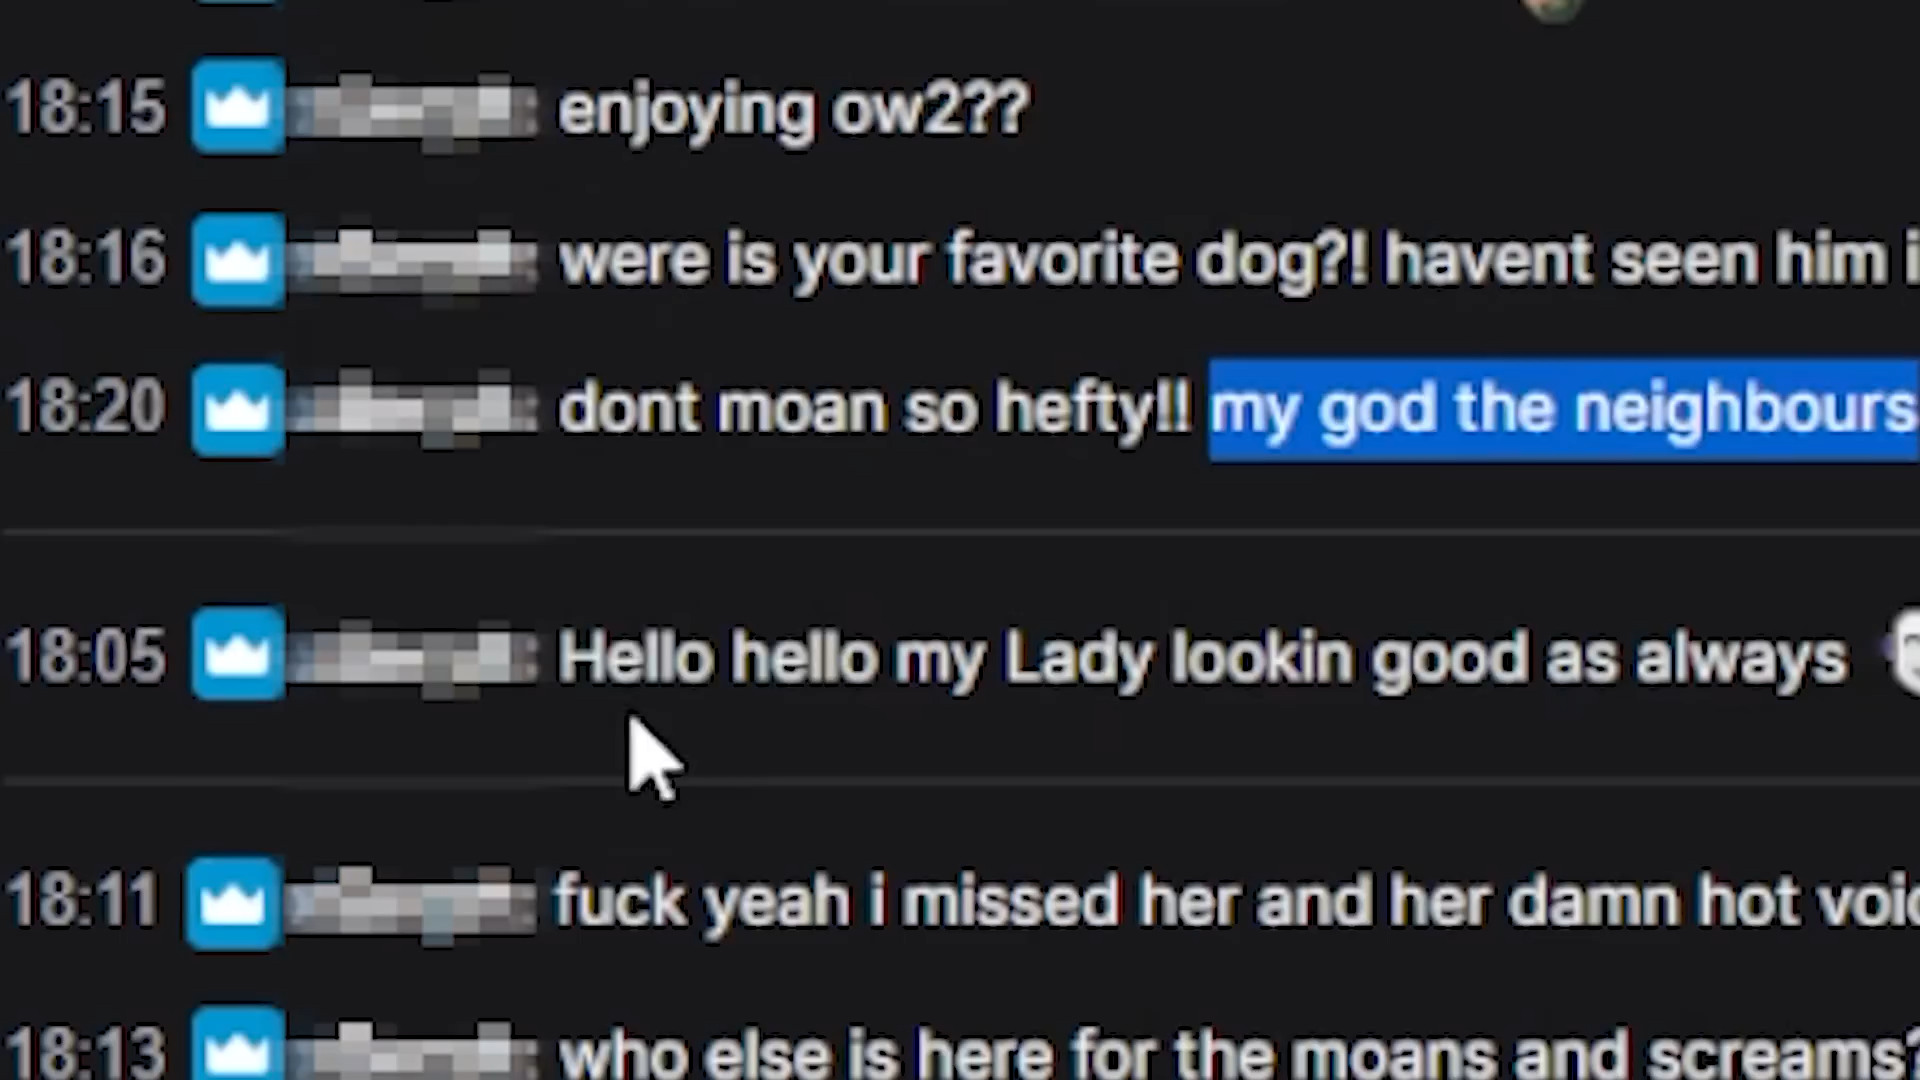 18:15 enjoying ow2??
18:16 were is your favorite dog?! havent seen him
18:20 dont moan so hefty!! my god the neighbours
18:05 Hello hello my Lady lookin good as always
18:11 fuck yeah i missed her and her damn hot
18:13 who else is here for the moans and screams?